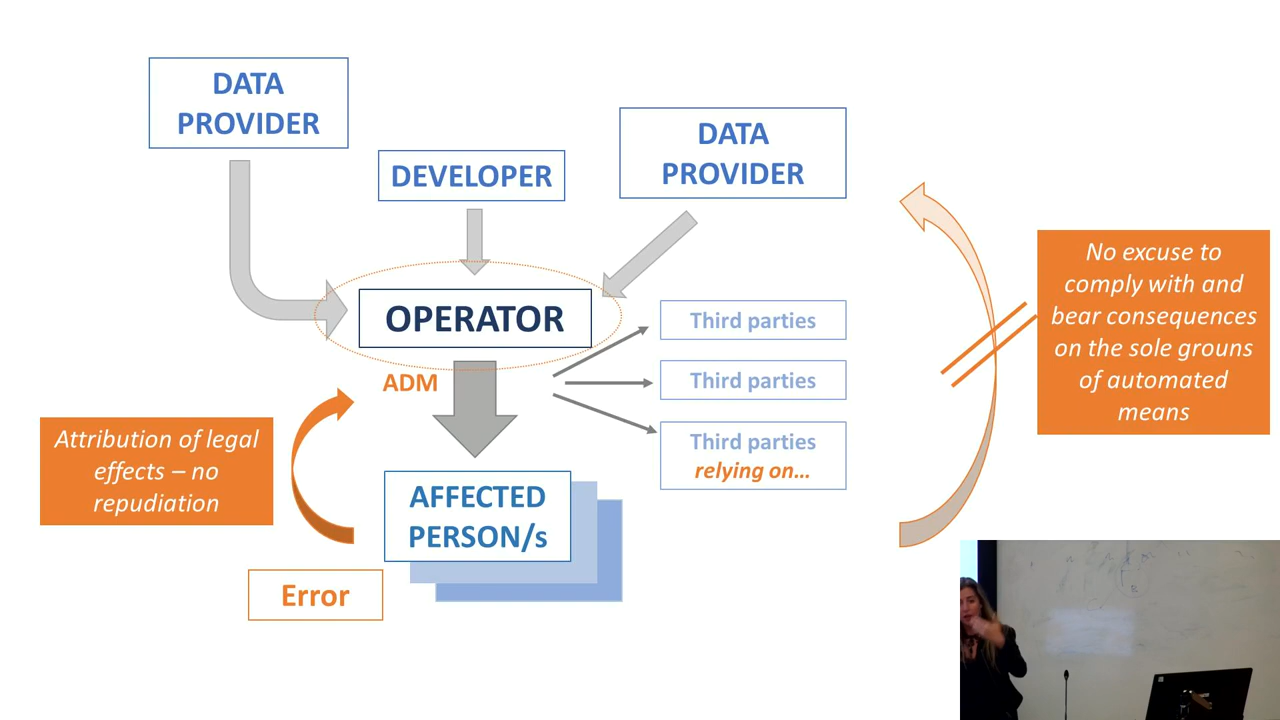 DATA
PROVIDER
DEVELOPER
DATA
PROVIDER
OPERATOR
ADM
Third parties
Third parties
Third parties
relying on…
No excuse to
comply with and
bear consequences
on the sole grouns
of automated
means
Attribution of legal
effects – no
repudiation
AFFECTED
PERSON/s
Error